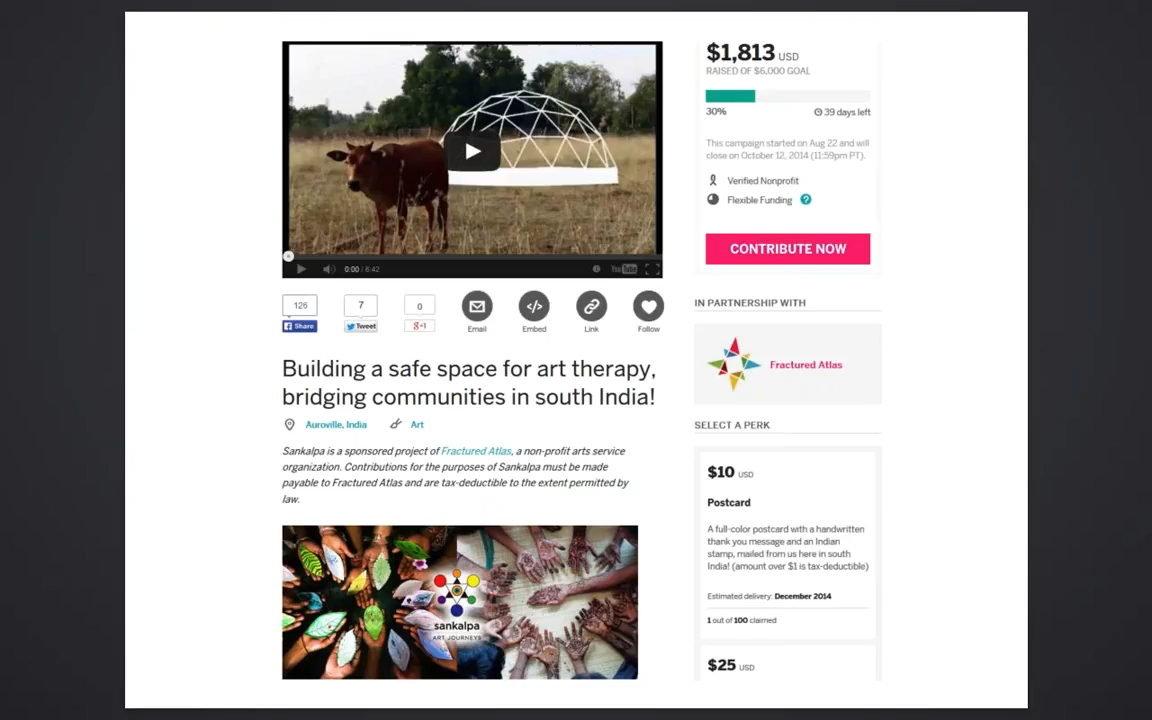 0:00 / 6:42
YouTube
126
Share
7
Tweet
0
g+1
Email
Embed
Link
Follow
Building a safe space for art therapy,
bridging communities in south India!
Auroville, India
Art
Sankalpa is a sponsored project of Fractured Atlas, a non-profit arts service
organization. Contributions for the purposes of Sankalpa must be made
payable to Fractured Atlas and are tax-deductible to the extent permitted by
law.
sankalpa
ART JOURNEYS
$1,813 USD
RAISED OF $6,000 GOAL
30%
39 days left
This campaign started on Aug 22 and will
close on October 12, 2014 (11:59pm PT).
Verified Nonprofit
Flexible Funding ?
CONTRIBUTE NOW
IN PARTNERSHIP WITH
Fractured Atlas
SELECT A PERK
$10 USD
Postcard
A full-color postcard with a handwritten
thank you message and an Indian
stamp, mailed from us here in south
India! (amount over $1 is tax-deductible)
Estimated delivery: December 2014
1 out of 100 claimed
$25 USD